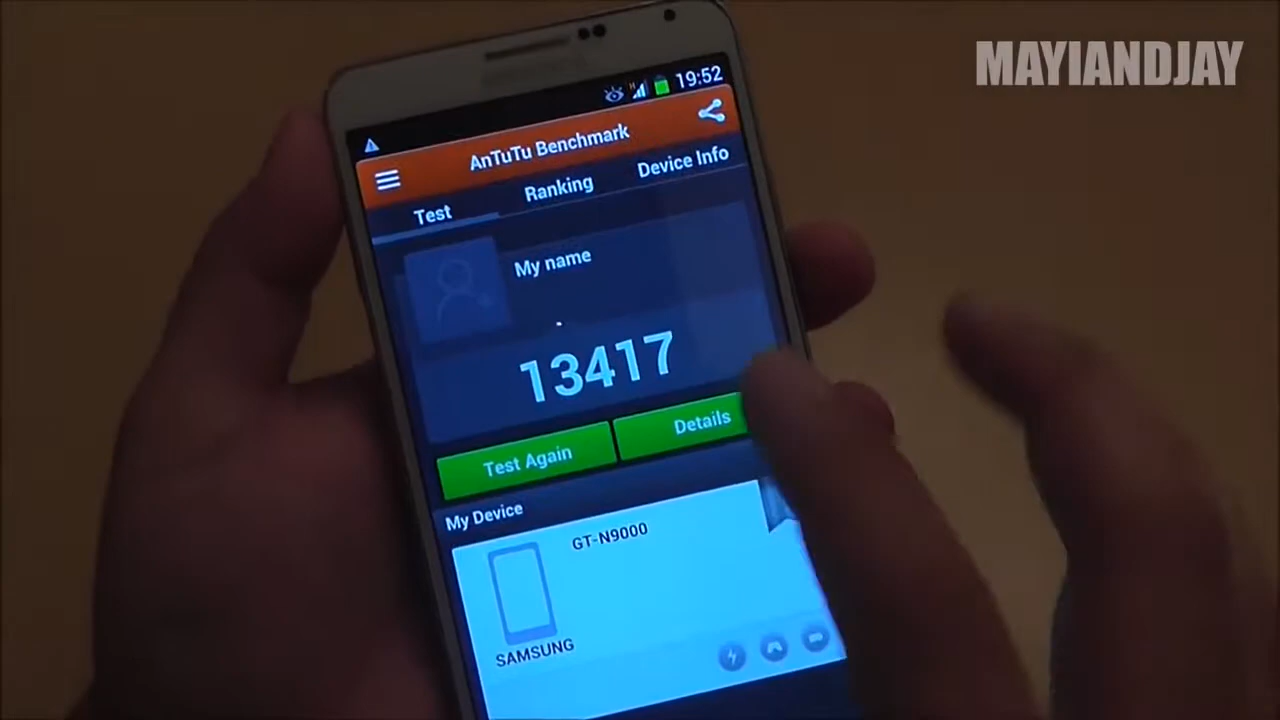 MAYIANDJAY
19:52
AnTuTu Benchmark
Test
Ranking
Device Info
My name
13417
Test Again
Details
My Device
GT-N9000
SAMSUNG